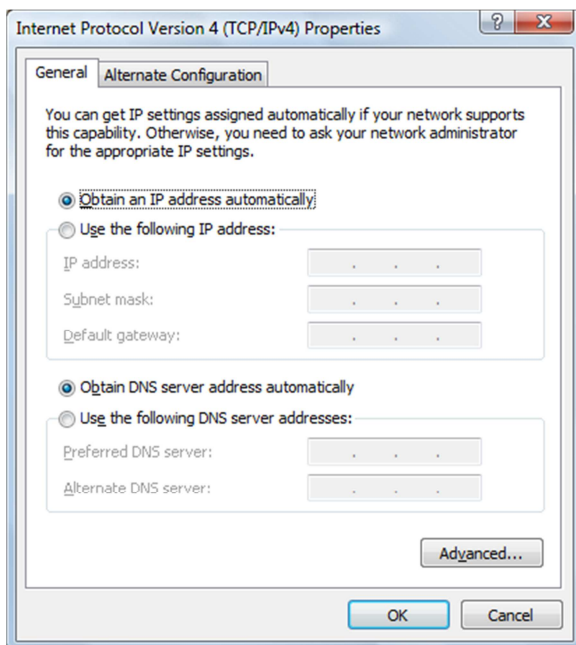 Internet Protocol Version 4 (TCP/IPv4) Properties
General
Alternate Configuration
You can get IP settings assigned automatically if your network supports
this capability. Otherwise, you need to ask your network administrator
for the appropriate IP settings.
Obtain an IP address automatically
Use the following IP address:
IP address:
Subnet mask:
Default gateway:
Obtain DNS server address automatically
Use the following DNS server addresses:
Preferred DNS server:
Alternate DNS server:
Advanced...
OK
Cancel